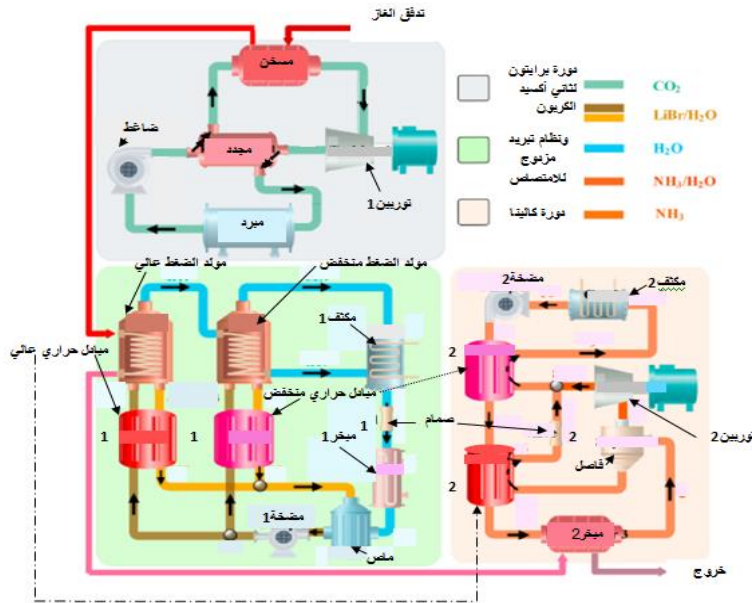 تدفق الغاز
مسخن
ضاغط
مجدد
توربين1
مبرد
دورة برايتون
لثاني أكسيد
الكربون
ونظام تبريد
مزدوج
للامتصاص
دورة كالينا
CO₂
LiBr/H₂O
H₂O
NH₃/H₂O
NH₃
مولد الضغط عالي
مولد الضغط منخفض
مكثف1
مبادل حراري عالي
مبادل حراري منخفض
1
1
1
صمام
مبخر1
مضخة1
ماص
مضخة2
مكثف2
2
2
2
توربين2
فاصل
مبخر2
خروج